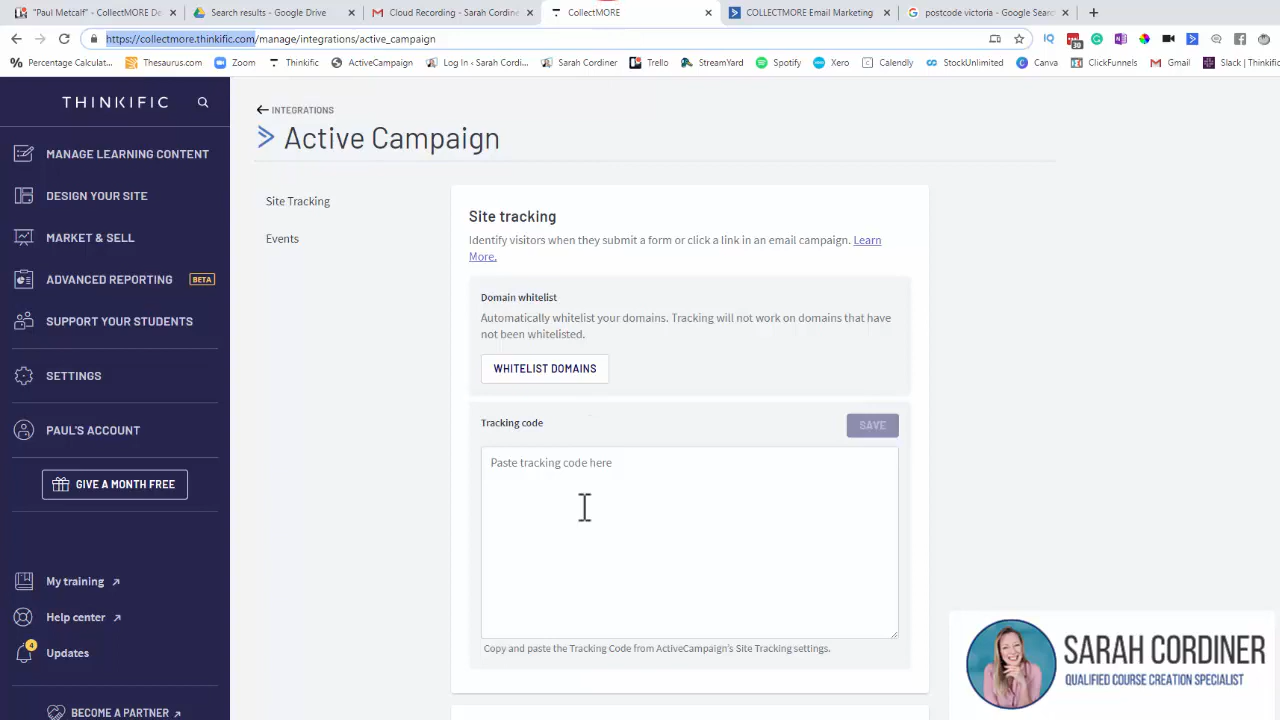 "Paul Metcalf" - CollectMORE D
Search results - Google Drive
Cloud Recording - Sarah Cordiner
CollectMORE
COLLECTMORE Email Marketing
postcode victoria - Google Searc
https://collectmore.thinkific.com/manage/integrations/active_campaign
30
Percentage Calculat...
Thesaurus.com
Zoom
Thinkific
ActiveCampaign
Log In ‹ Sarah Cordi...
Sarah Cordiner
Trello
StreamYard
Spotify
Xero
Calendly
StockUnlimited
Canva
ClickFunnels
Gmail
Slack | Thinkific
THINKIFIC
MANAGE LEARNING CONTENT
DESIGN YOUR SITE
MARKET & SELL
ADVANCED REPORTING BETA
SUPPORT YOUR STUDENTS
SETTINGS
PAUL'S ACCOUNT
GIVE A MONTH FREE
My training
Help center
4
Updates
BECOME A PARTNER
INTEGRATIONS
Active Campaign
Site Tracking
Events
Site tracking
Identify visitors when they submit a form or click a link in an email campaign. Learn
More.
Domain whitelist
Automatically whitelist your domains. Tracking will not work on domains that have
not been whitelisted.
WHITELIST DOMAINS
Tracking code
SAVE
Paste tracking code here
Copy and paste the Tracking Code from ActiveCampaign's Site Tracking settings.
SARAH CORDINER
QUALIFIED COURSE CREATION SPECIALIST